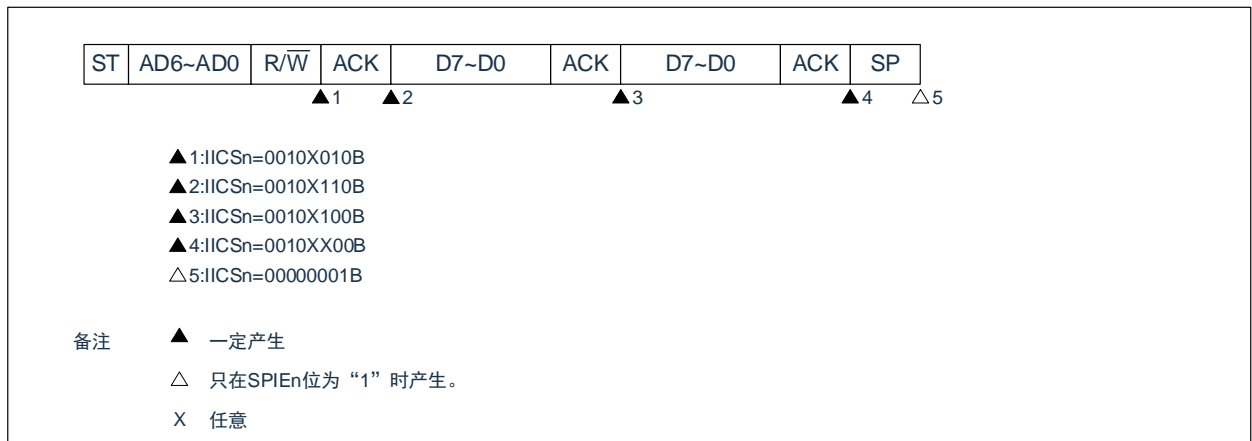 ST AD6~AD0 R/W̅ ACK D7~D0 ACK D7~D0 ACK SP
▲1 ▲2 ▲3 ▲4 △5
▲1:IICSn=0010X010B
▲2:IICSn=0010X110B
▲3:IICSn=0010X100B
▲4:IICSn=0010XX00B
△5:IICSn=00000001B
备注 ▲ 一定产生
△ 只在SPIEn位为“1”时产生。
X 任意